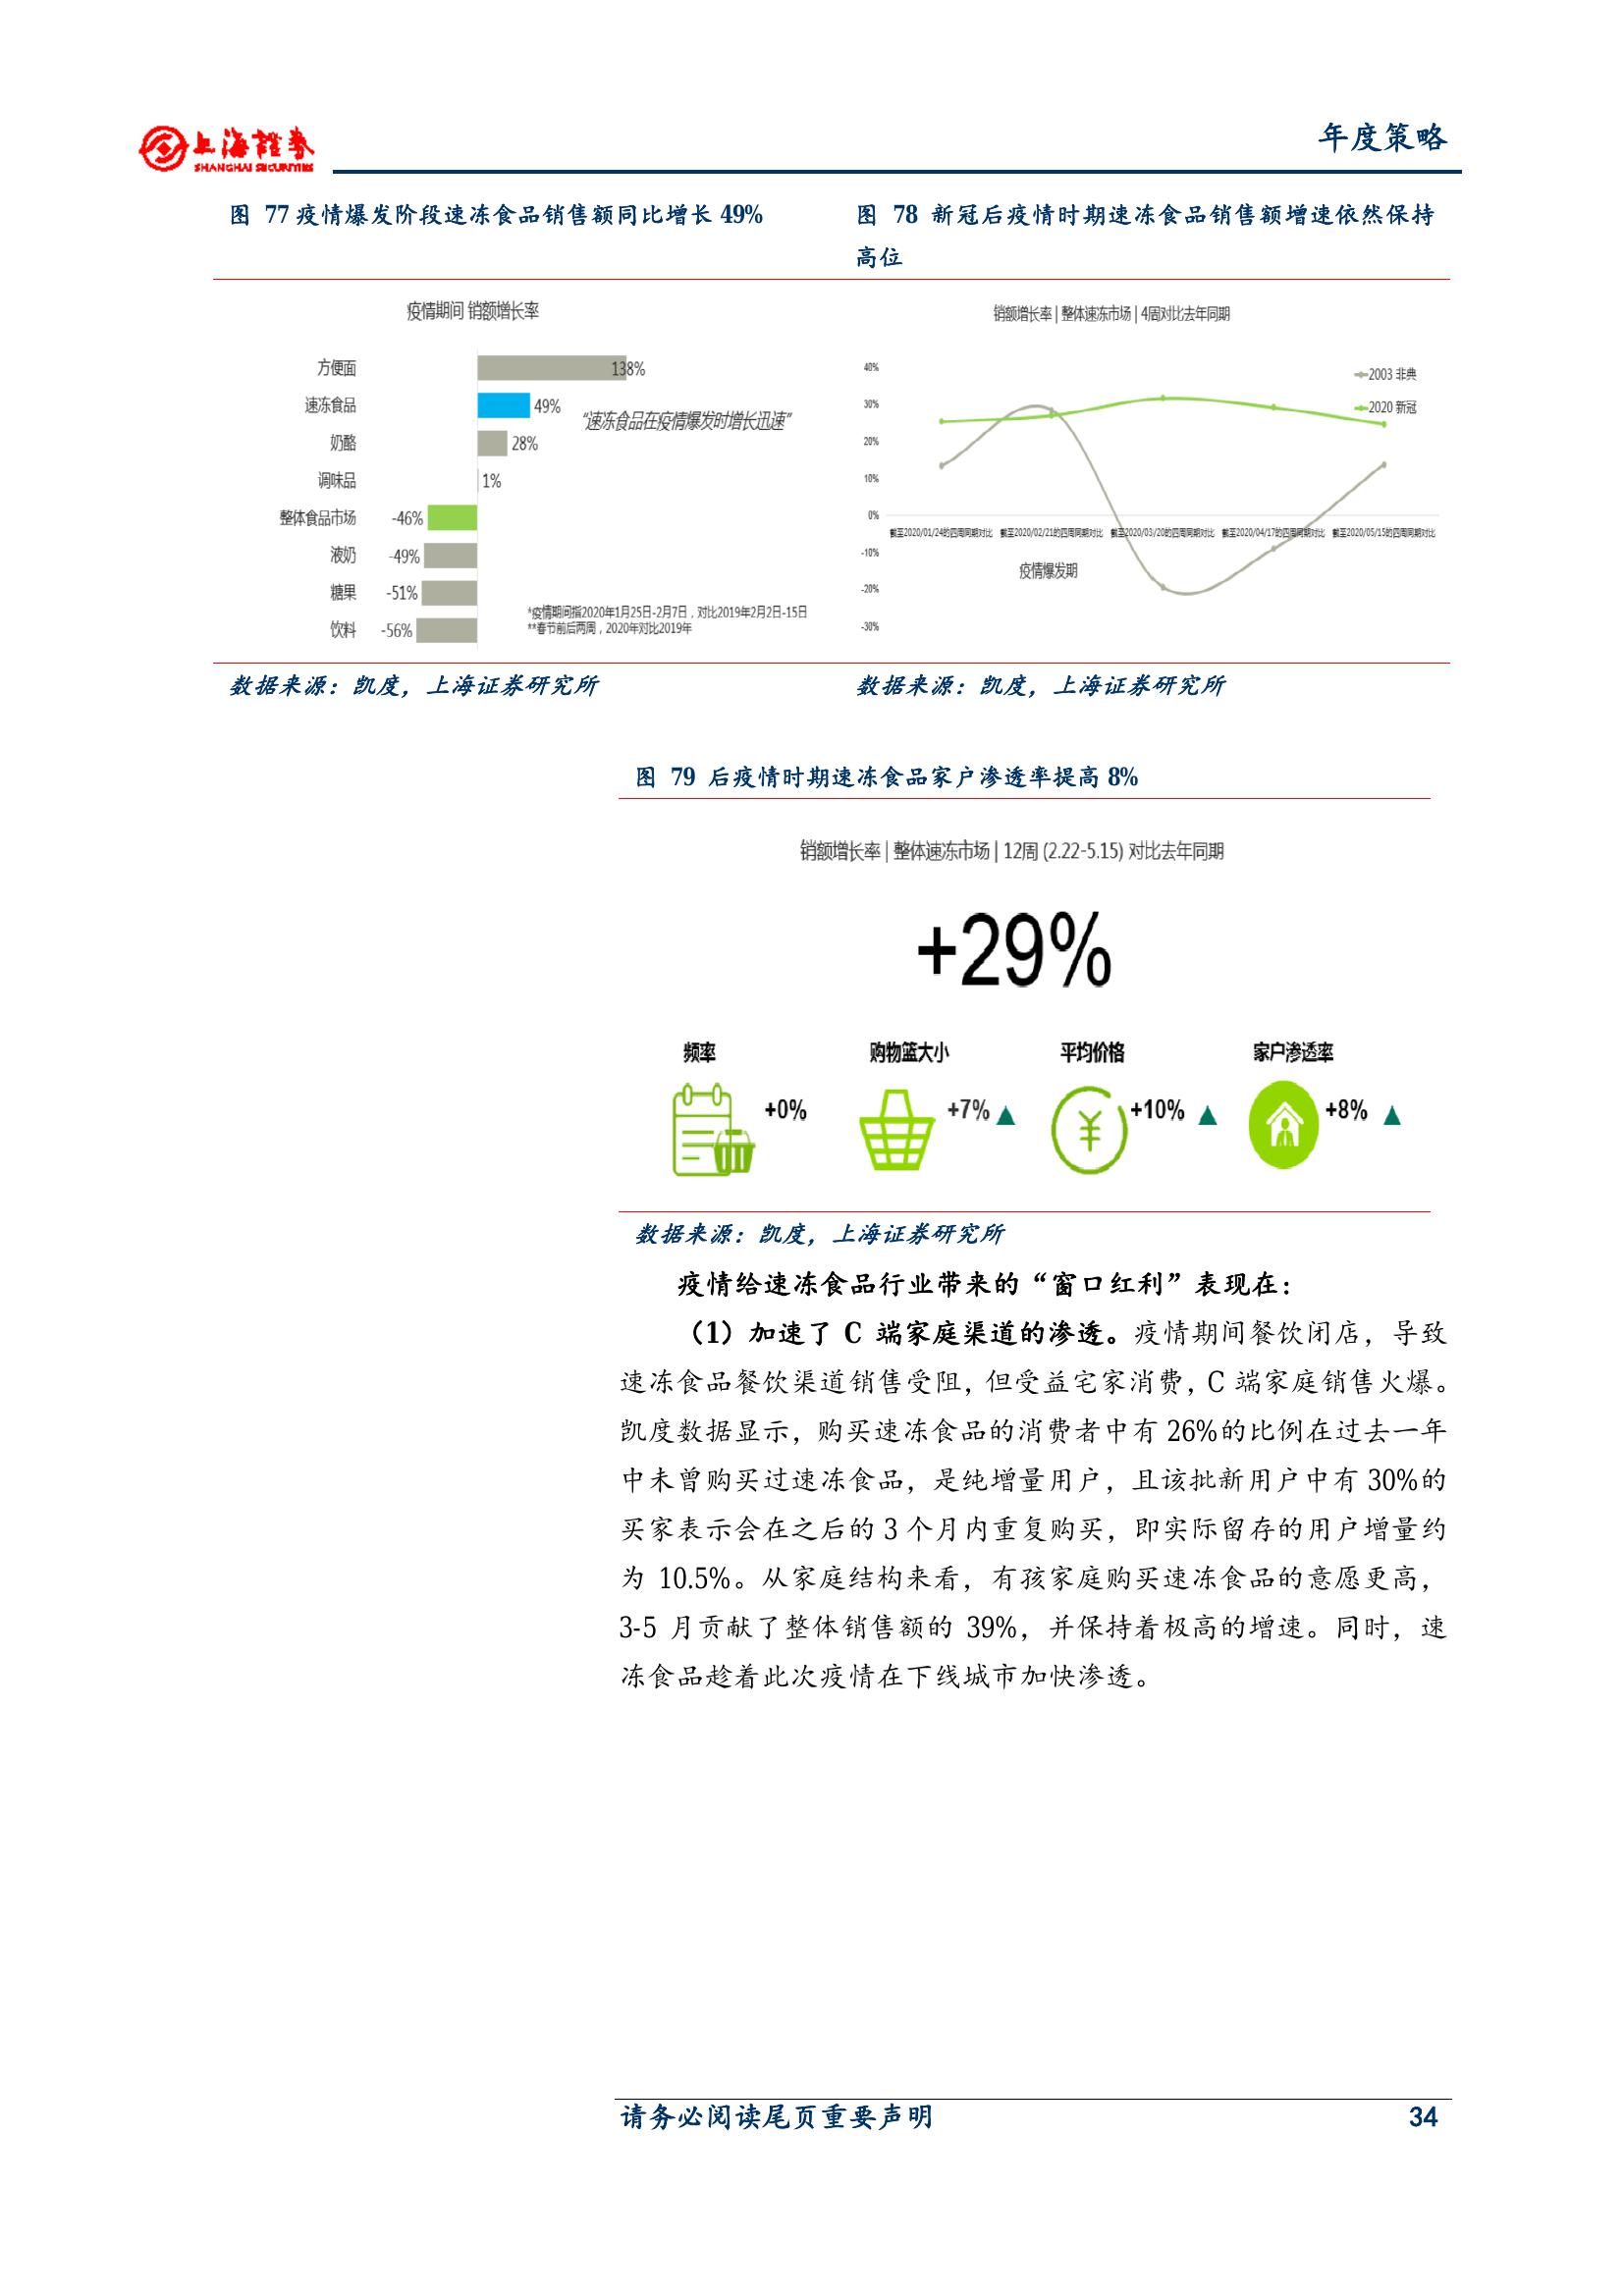 上海證券
SHANGHAI SECURITIES
年度策略
图 77 疫情爆发阶段速冻食品销售额同比增长 49%
图 78 新冠后疫情时期速冻食品销售额增速依然保持
高位
疫情期间 销额增长率
方便面 138%
速冻食品 49%
“速冻食品在疫情爆发时增长迅速”
奶酪 28%
调味品 1%
整体食品市场 -46%
液奶 -49%
糖果 -51%
饮料 -56%
*疫情期间指2020年1月25日-2月7日，对比2019年2月2日-15日
**春节前后两周，2020年对比2019年
销额增长率 | 整体速冻市场 | 4周对比去年同期
40%
30%
20%
10%
0%
-10%
-20%
-30%
2003 非典
2020 新冠
截至2020/01/24的四周同期对比 截至2020/02/21的四周同期对比 截至2020/03/20的四周同期对比 截至2020/04/17的四周同期对比 截至2020/05/15的四周同期对比
疫情爆发期
数据来源：凯度，上海证券研究所
数据来源：凯度，上海证券研究所
图 79 后疫情时期速冻食品家户渗透率提高 8%
销额增长率 | 整体速冻市场 | 12周 (2.22-5.15) 对比去年同期
+29%
频率 购物篮大小 平均价格 家户渗透率
+0% +7% +10% +8%
数据来源：凯度，上海证券研究所
疫情给速冻食品行业带来的“窗口红利”表现在：
（1）加速了 C 端家庭渠道的渗透。疫情期间餐饮闭店，导致
速冻食品餐饮渠道销售受阻，但受益宅家消费，C 端家庭销售火爆。
凯度数据显示，购买速冻食品的消费者中有 26%的比例在过去一年
中未曾购买过速冻食品，是纯增量用户，且该批新用户中有 30%的
买家表示会在之后的 3 个月内重复购买，即实际留存的用户增量约
为 10.5%。从家庭结构来看，有孩家庭购买速冻食品的意愿更高，
3-5 月贡献了整体销售额的 39%，并保持着极高的增速。同时，速
冻食品趁着此次疫情在下线城市加快渗透。
请务必阅读尾页重要声明
34